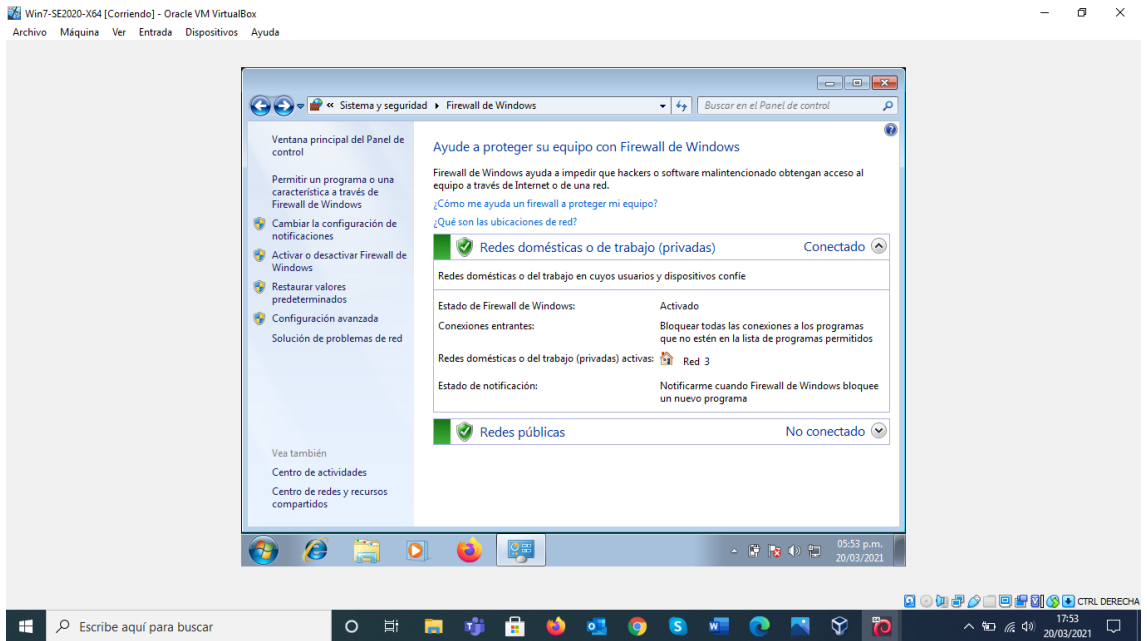 Win7-SE2020-X64 [Corriendo] - Oracle VM VirtualBox
Archivo Máquina Ver Entrada Dispositivos Ayuda
« Sistema y seguridad Firewall de Windows
Buscar en el Panel de control
Ventana principal del Panel de
control
Permitir un programa o una
característica a través de
Firewall de Windows
Cambiar la configuración de
notificaciones
Activar o desactivar Firewall de
Windows
Restaurar valores
predeterminados
Configuración avanzada
Solución de problemas de red
Vea también
Centro de actividades
Centro de redes y recursos
compartidos
Ayude a proteger su equipo con Firewall de Windows
Firewall de Windows ayuda a impedir que hackers o software malintencionado obtengan acceso al
equipo a través de Internet o de una red.
¿Cómo me ayuda un firewall a proteger mi equipo?
¿Qué son las ubicaciones de red?
Redes domésticas o de trabajo (privadas) Conectado
Redes domésticas o del trabajo en cuyos usuarios y dispositivos confíe
Estado de Firewall de Windows: Activado
Conexiones entrantes: Bloquear todas las conexiones a los programas
que no estén en la lista de programas permitidos
Redes domésticas o del trabajo (privadas) activas: Red 3
Estado de notificación: Notificarme cuando Firewall de Windows bloquee
un nuevo programa
Redes públicas No conectado
05:53 p.m.
20/03/2021
CTRL DERECHA
Escribe aquí para buscar
17:53
20/03/2021